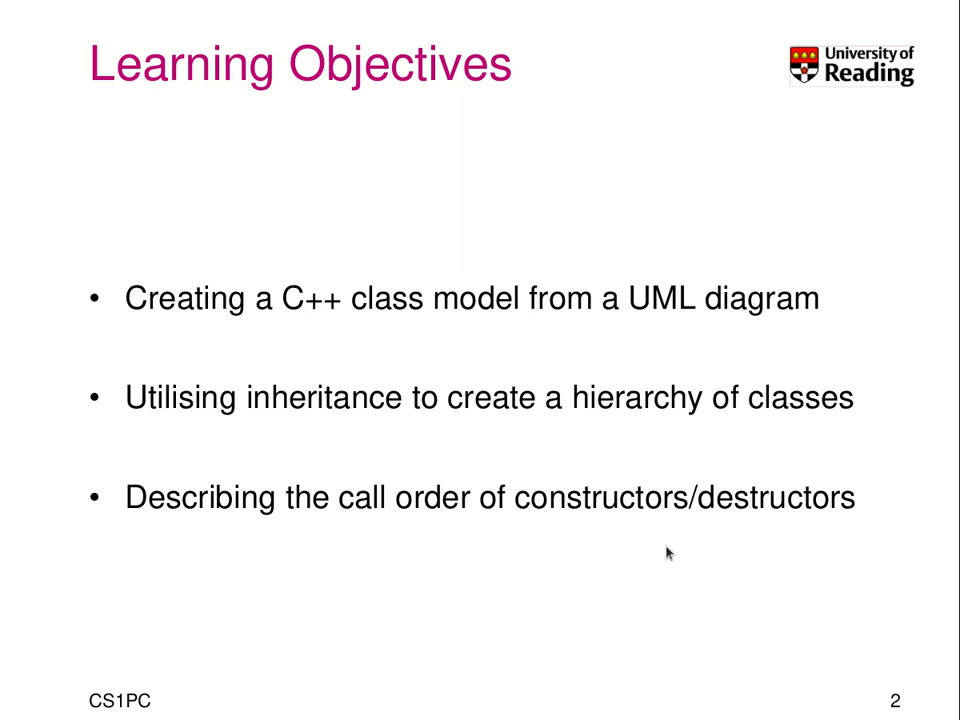 Learning Objectives
University of
Reading
• Creating a C++ class model from a UML diagram
• Utilising inheritance to create a hierarchy of classes
• Describing the call order of constructors/destructors
CS1PC
2